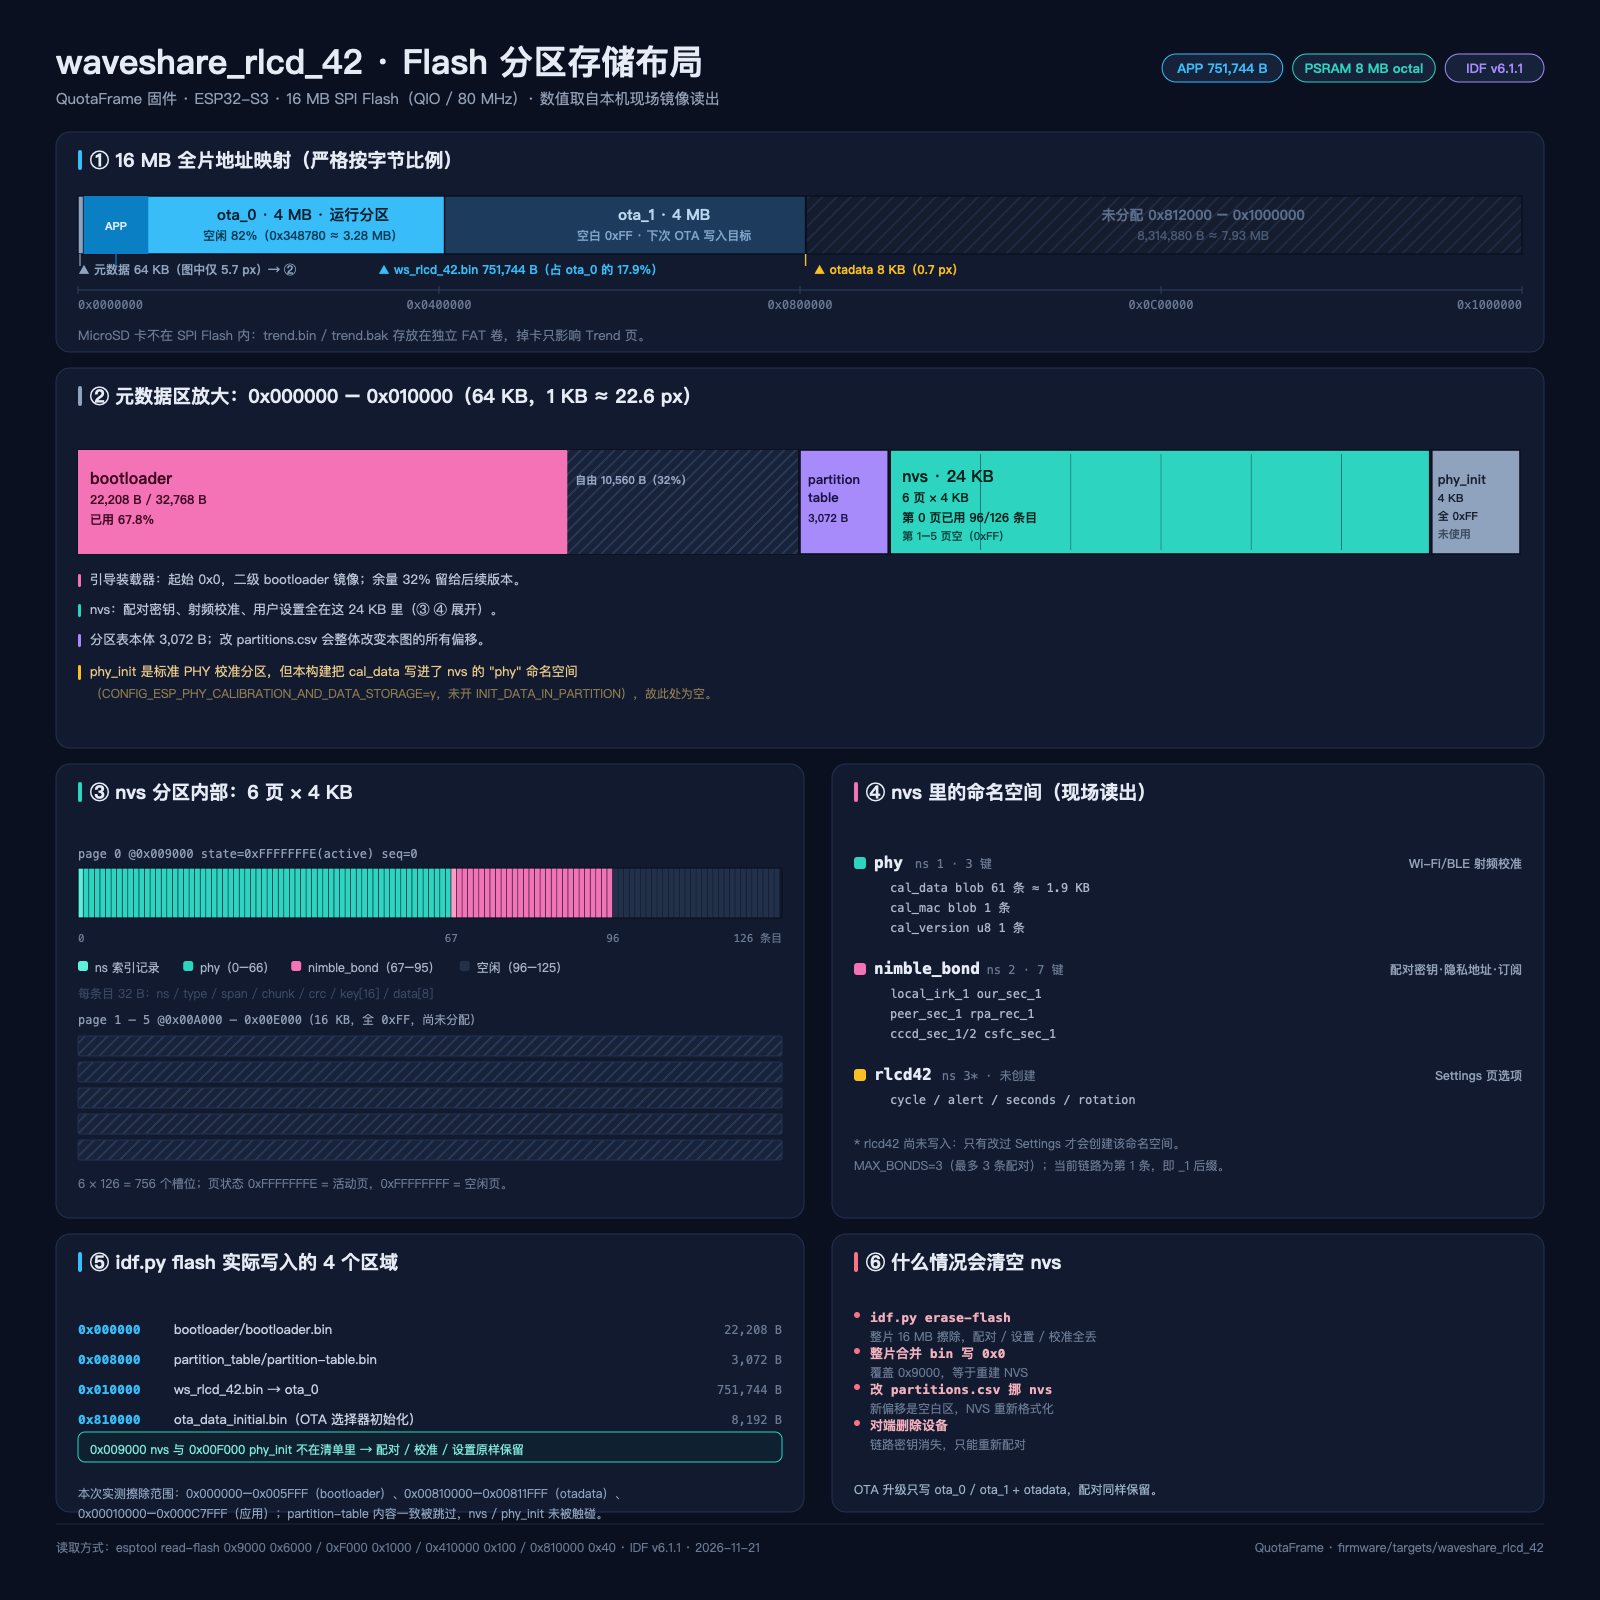 waveshare_rlcd_42 · Flash 分区存储布局
APP 751,744 B
PSRAM 8 MB octal
IDF v6.1.1
QuotaFrame 固件 · ESP32-S3 · 16 MB SPI Flash（QIO / 80 MHz）· 数值取自本机现场镜像读出
① 16 MB 全片地址映射（严格按字节比例）
APP
ota_0 · 4 MB · 运行分区
空闲 82%（0x348780 ≈ 3.28 MB）
ota_1 · 4 MB
空白 0xFF · 下次 OTA 写入目标
未分配 0x812000 — 0x1000000
8,314,880 B ≈ 7.93 MB
▲ 元数据 64 KB（图中仅 5.7 px）→ ②
▲ ws_rlcd_42.bin 751,744 B（占 ota_0 的 17.9%）
▲ otadata 8 KB（0.7 px）
0x0000000
0x0400000
0x0800000
0x0C00000
0x1000000
MicroSD 卡不在 SPI Flash 内：trend.bin / trend.bak 存放在独立 FAT 卷，掉卡只影响 Trend 页。
② 元数据区放大：0x000000 — 0x010000（64 KB，1 KB ≈ 22.6 px）
bootloader
22,208 B / 32,768 B
已用 67.8%
自由 10,560 B（32%）
partition
table
3,072 B
nvs · 24 KB
6 页 × 4 KB
第 0 页已用 96/126 条目
第 1—5 页空（0xFF）
phy_init
4 KB
全 0xFF
未使用
引导装载器：起始 0x0，二级 bootloader 镜像；余量 32% 留给后续版本。
nvs：配对密钥、射频校准、用户设置全在这 24 KB 里（③ ④ 展开）。
分区表本体 3,072 B；改 partitions.csv 会整体改变本图的所有偏移。
phy_init 是标准 PHY 校准分区，但本构建把 cal_data 写进了 nvs 的 "phy" 命名空间
（CONFIG_ESP_PHY_CALIBRATION_AND_DATA_STORAGE=y，未开 INIT_DATA_IN_PARTITION），故此处为空。
③ nvs 分区内部：6 页 × 4 KB
page 0 @0x009000 state=0xFFFFFFFE(active) seq=0
0
67
96
126 条目
ns 索引记录
phy（0—66）
nimble_bond（67—95）
空闲（96—125）
每条目 32 B：ns / type / span / chunk / crc / key[16] / data[8]
page 1 — 5 @0x00A000 — 0x00E000（16 KB，全 0xFF，尚未分配）
6 × 126 = 756 个槽位；页状态 0xFFFFFFFE = 活动页，0xFFFFFFFF = 空闲页。
④ nvs 里的命名空间（现场读出）
phy ns 1 · 3 键
Wi-Fi/BLE 射频校准
cal_data blob 61 条 ≈ 1.9 KB
cal_mac blob 1 条
cal_version u8 1 条
nimble_bond ns 2 · 7 键
配对密钥·隐私地址·订阅
local_irk_1 our_sec_1
peer_sec_1 rpa_rec_1
cccd_sec_1/2 csfc_sec_1
rlcd42 ns 3* · 未创建
Settings 页选项
cycle / alert / seconds / rotation
* rlcd42 尚未写入：只有改过 Settings 才会创建该命名空间。
MAX_BONDS=3（最多 3 条配对）；当前链路为第 1 条，即 _1 后缀。
⑤ idf.py flash 实际写入的 4 个区域
0x000000 bootloader/bootloader.bin 22,208 B
0x008000 partition_table/partition-table.bin 3,072 B
0x010000 ws_rlcd_42.bin → ota_0 751,744 B
0x810000 ota_data_initial.bin（OTA 选择器初始化） 8,192 B
0x009000 nvs 与 0x00F000 phy_init 不在清单里 → 配对 / 校准 / 设置原样保留
本次实测擦除范围：0x000000—0x005FFF（bootloader）、0x00810000—0x00811FFF（otadata）、
0x00010000—0x000C7FFF（应用）；partition-table 内容一致被跳过，nvs / phy_init 未被触碰。
⑥ 什么情况会清空 nvs
idf.py erase-flash
整片 16 MB 擦除，配对 / 设置 / 校准全丢
整片合并 bin 写 0x0
覆盖 0x9000，等于重建 NVS
改 partitions.csv 挪 nvs
新偏移是空白区，NVS 重新格式化
对端删除设备
链路密钥消失，只能重新配对
OTA 升级只写 ota_0 / ota_1 + otadata，配对同样保留。
读取方式：esptool read-flash 0x9000 0x6000 / 0xF000 0x1000 / 0x410000 0x100 / 0x810000 0x40 · IDF v6.1.1 · 2026-11-21
QuotaFrame · firmware/targets/waveshare_rlcd_42